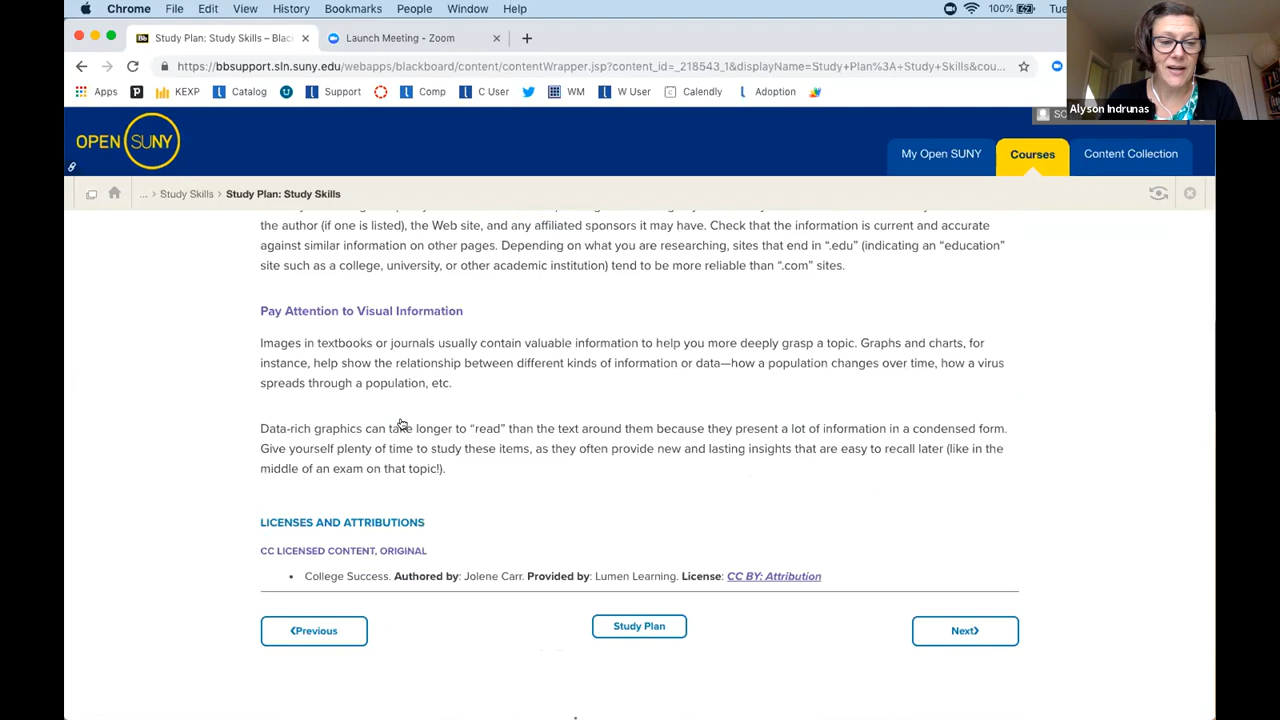 Chrome File Edit View History Bookmarks People Window Help
100% Tue
Study Plan: Study Skills – Blac
Launch Meeting - Zoom
https://bbsupport.sln.suny.edu/webapps/blackboard/content/contentWrapper.jsp?content_id=_218543_1&displayName=Study+Plan%3A+Study+Skills&cou...
Apps KEXP Catalog Support Comp C User WM W User Calendly Adoption
Alyson Indrunas
OPEN SUNY
My Open SUNY Courses Content Collection
... > Study Skills > Study Plan: Study Skills
the author (if one is listed), the Web site, and any affiliated sponsors it may have. Check that the information is current and accurate
against similar information on other pages. Depending on what you are researching, sites that end in “.edu” (indicating an “education”
site such as a college, university, or other academic institution) tend to be more reliable than “.com” sites.
Pay Attention to Visual Information
Images in textbooks or journals usually contain valuable information to help you more deeply grasp a topic. Graphs and charts, for
instance, help show the relationship between different kinds of information or data—how a population changes over time, how a virus
spreads through a population, etc.
Data-rich graphics can take longer to “read” than the text around them because they present a lot of information in a condensed form.
Give yourself plenty of time to study these items, as they often provide new and lasting insights that are easy to recall later (like in the
middle of an exam on that topic!).
LICENSES AND ATTRIBUTIONS
CC LICENSED CONTENT, ORIGINAL
• College Success. Authored by: Jolene Carr. Provided by: Lumen Learning. License: CC BY: Attribution
‹Previous
Study Plan
Next›